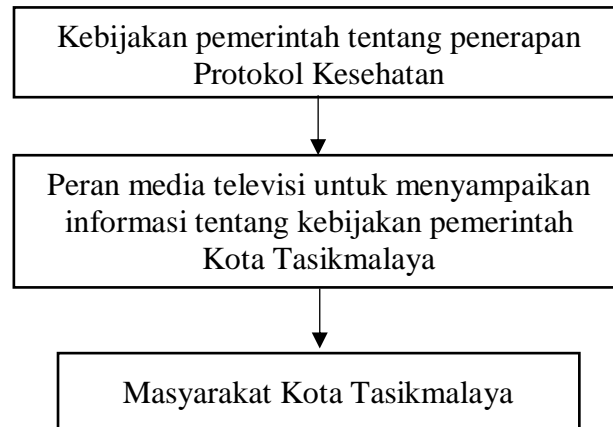 Kebijakan pemerintah tentang penerapan
Protokol Kesehatan
Peran media televisi untuk menyampaikan
informasi tentang kebijakan pemerintah
Kota Tasikmalaya
Masyarakat Kota Tasikmalaya